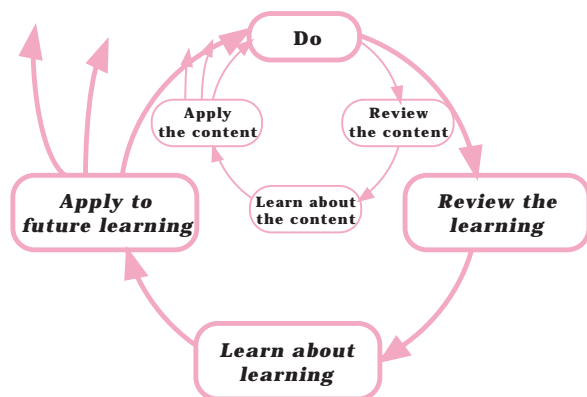 Do
Apply
the content
Review
the content
Learn about
the content
Apply to
future learning
Review the
learning
Learn about
learning